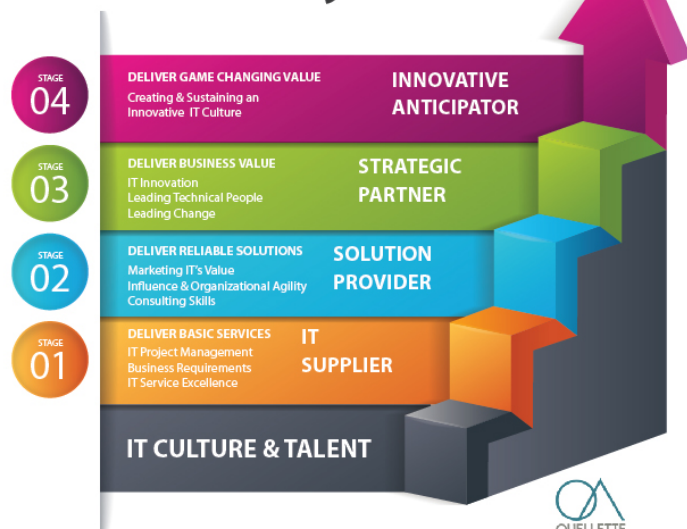 STAGE
04
DELIVER GAME CHANGING VALUE
Creating & Sustaining an
Innovative IT Culture
INNOVATIVE
ANTICIPATOR
STAGE
03
DELIVER BUSINESS VALUE
IT Innovation
Leading Technical People
Leading Change
STRATEGIC
PARTNER
STAGE
02
DELIVER RELIABLE SOLUTIONS
Marketing IT's Value
Influence & Organizational Agility
Consulting Skills
SOLUTION
PROVIDER
STAGE
01
DELIVER BASIC SERVICES
IT Project Management
Business Requirements
IT Service Excellence
IT
SUPPLIER
IT CULTURE & TALENT
OUELLETTE